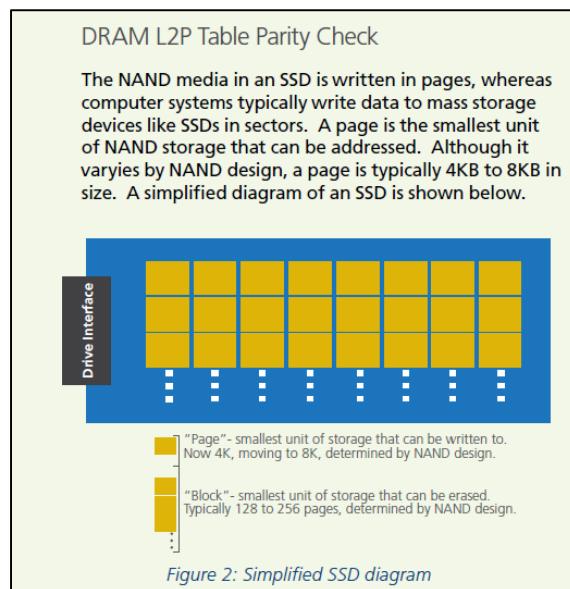 DRAM L2P Table Parity Check
The NAND media in an SSD is written in pages, whereas
computer systems typically write data to mass storage
devices like SSDs in sectors. A page is the smallest unit
of NAND storage that can be addressed. Although it
varyies by NAND design, a page is typically 4KB to 8KB in
size. A simplified diagram of an SSD is shown below.
Drive Interface
"Page"- smallest unit of storage that can be written to.
Now 4K, moving to 8K, determined by NAND design.
"Block"- smallest unit of storage that can be erased.
Typically 128 to 256 pages, determined by NAND design.
Figure 2: Simplified SSD diagram